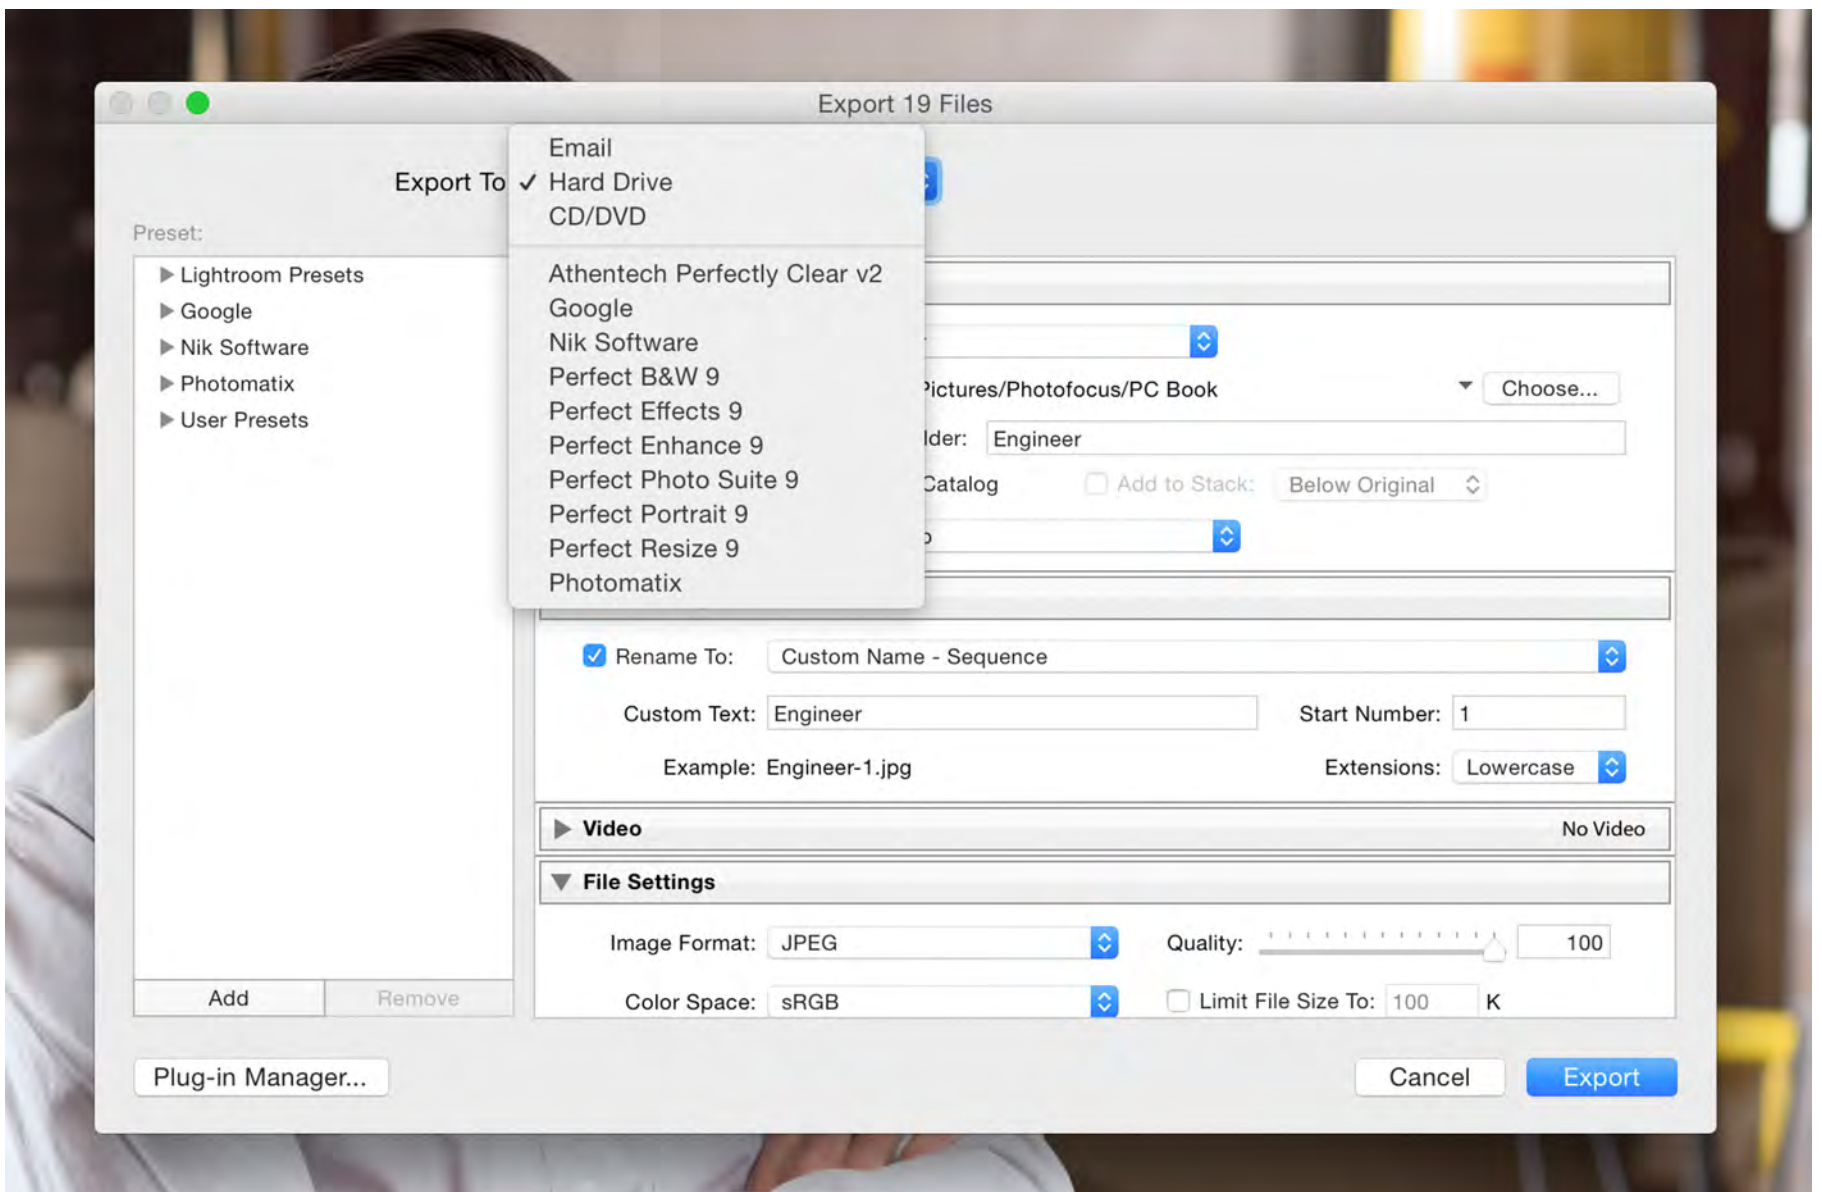 Export 19 Files
Email
Export To ✓ Hard Drive
CD/DVD
Preset:
Athentech Perfectly Clear v2
Google
Nik Software
Perfect B&W 9
Perfect Effects 9
Perfect Enhance 9
Perfect Photo Suite 9
Perfect Portrait 9
Perfect Resize 9
Photomatix
Lightroom Presets
Google
Nik Software
Photomatix
User Presets
Pictures/Photofocus/PC Book Choose...
lder: Engineer
Catalog Add to Stack: Below Original
Rename To: Custom Name - Sequence
Custom Text: Engineer Start Number: 1
Example: Engineer-1.jpg Extensions: Lowercase
Video No Video
File Settings
Image Format: JPEG Quality: 100
Color Space: sRGB Limit File Size To: 100 K
Add Remove
Plug-in Manager... Cancel Export